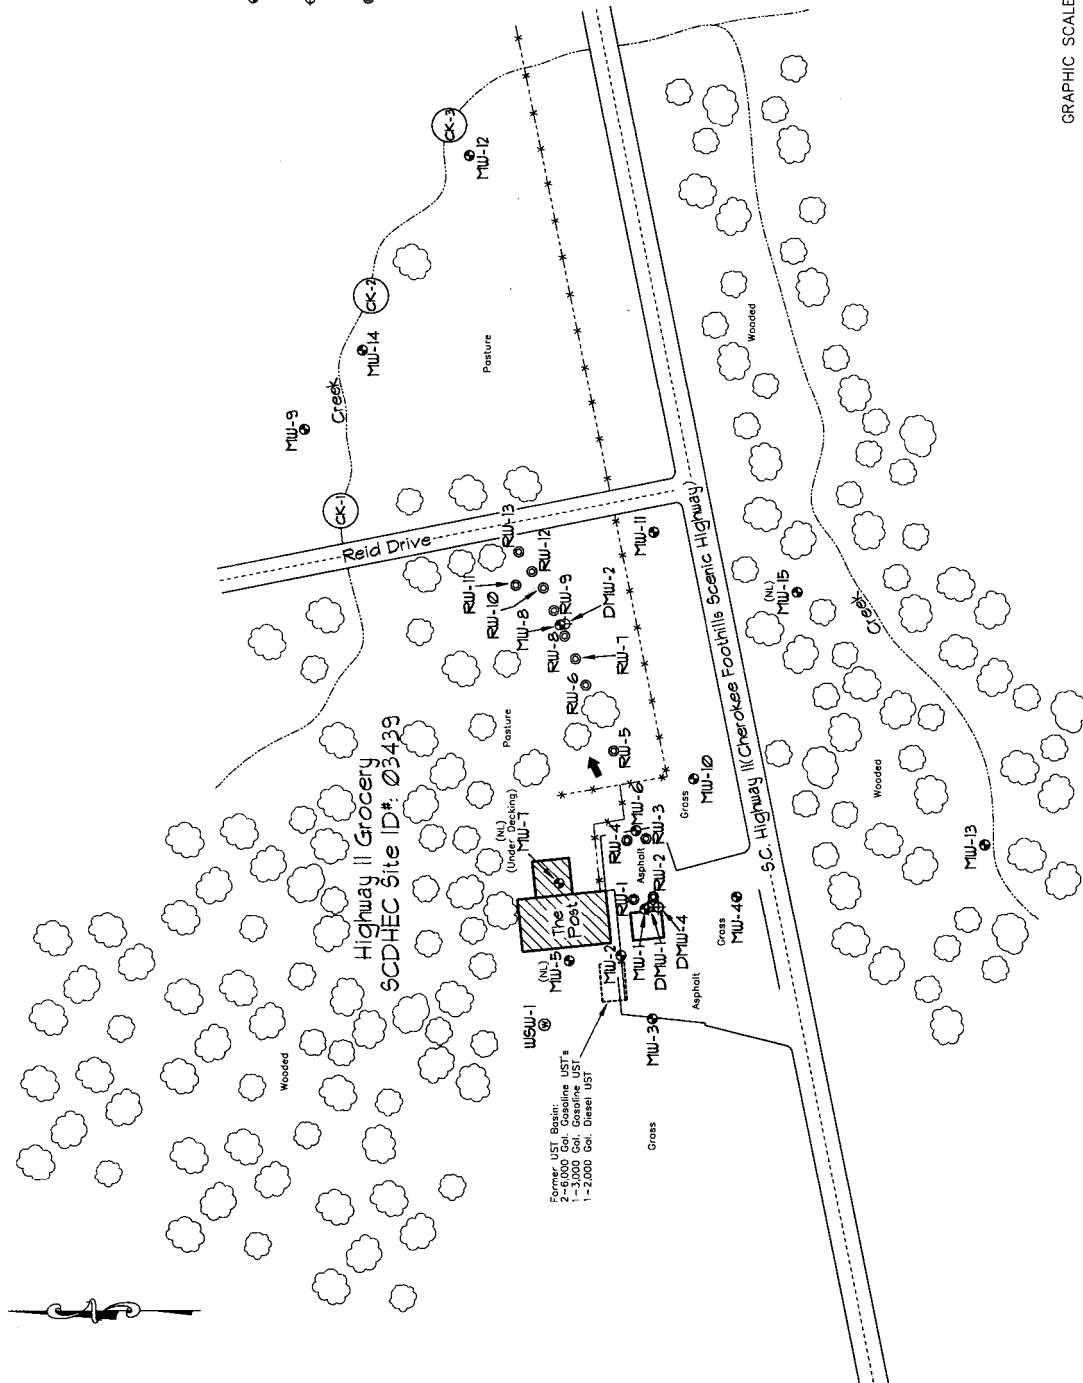 GRAPHIC SCALE
CK-3
MW-12
CK-2
MW-14
Pasture
MW-9
Creek
CK-1
Reid Drive
RW-13
RW-12
RW-11
RW-10
RW-9
MW-8
DMW-2
RW-8
RW-7
RW-6
RW-5
MW-11
Wooded
(NL)
MW-15
Creek
S.C. Highway 11(Cherokee Foothills Scenic Highway)
Pasture
Highway 11 Grocery
SCDHEC Site ID#: 03439
(NL)
(Under Decking)
MW-7
MW-6
RW-4
RW-3
Grass
MW-10
Asphalt
RW-2
RW-1
The
Post
Wooded
MW-13
Grass
MW-4
MW-1
DMW-1
DMW-4
MW-2
(NL)
MW-5
Asphalt
WSW-1
MW-3
Former UST Basin:
2-6,000 Gal. Gasoline UST's
1-3,000 Gal. Gasoline UST
1-2,000 Gal. Diesel UST
Wooded
Grass